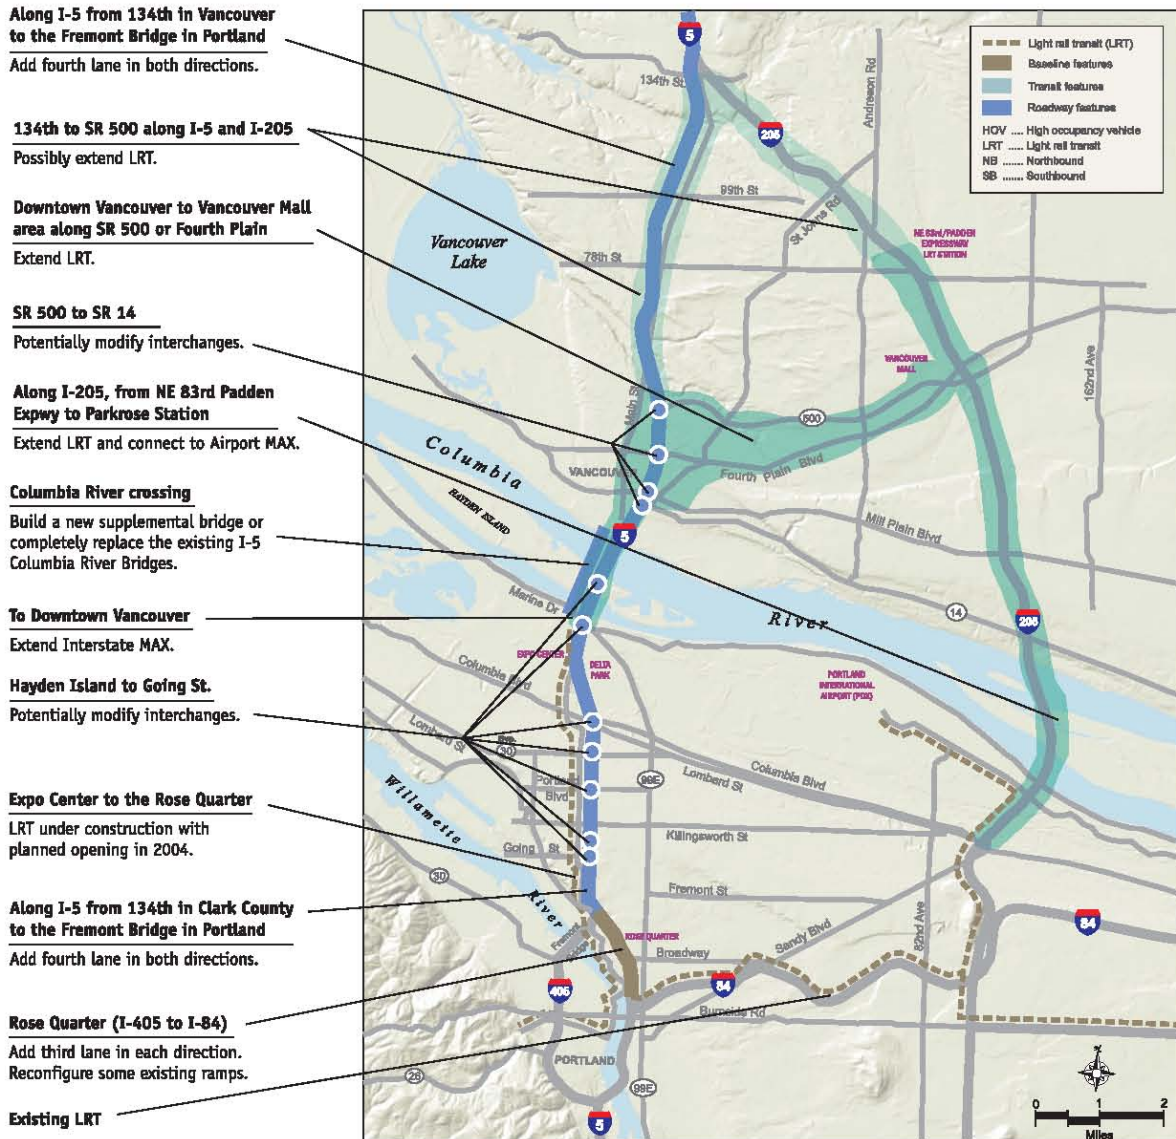 Along I-5 from 134th in Vancouver
to the Fremont Bridge in Portland
Add fourth lane in both directions.
134th to SR 500 along I-5 and I-205
Possibly extend LRT.
Downtown Vancouver to Vancouver Mall
area along SR 500 or Fourth Plain
Extend LRT.
SR 500 to SR 14
Potentially modify interchanges.
Along I-205, from NE 83rd Padden
Expwy to Parkrose Station
Extend LRT and connect to Airport MAX.
Columbia River crossing
Build a new supplemental bridge or
completely replace the existing I-5
Columbia River Bridges.
To Downtown Vancouver
Extend Interstate MAX.
Hayden Island to Going St.
Potentially modify interchanges.
Expo Center to the Rose Quarter
LRT under construction with
planned opening in 2004.
Along I-5 from 134th in Clark County
to the Fremont Bridge in Portland
Add fourth lane in both directions.
Rose Quarter (I-405 to I-84)
Add third lane in each direction.
Reconfigure some existing ramps.
Existing LRT
Light rail transit (LRT)
Baseline features
Transit features
Roadway features
HOV .... High occupancy vehicle
LRT ..... Light rail transit
NB ....... Northbound
SB ....... Southbound
5
134th St
205
Andreson Rd
99th St
St Johns Rd
NE 83rd/PADDEN
EXPRESSWAY
LRT STATION
Vancouver
Lake
78th St
VANCOUVER
MALL
162nd Ave
Main St
500
Columbia
VANCOUVER
Fourth Plain Blvd
HAYDEN ISLAND
5
Mill Plain Blvd
Marine Dr
River
14
205
EXPO CENTER
DELTA
PARK
PORTLAND
INTERNATIONAL
AIRPORT (PDX)
Columbia Blvd
Lombard St
30
Portland
Blvd
99E
Lombard St
Columbia Blvd
Willamette
Killingsworth St
Going St
30
Fremont St
River
82nd Ave
84
Fremont
ROSE QUARTER
Broadway
Sandy Blvd
405
84
Burnside Rd
PORTLAND
26
99E
5
N
0 1 2
Miles